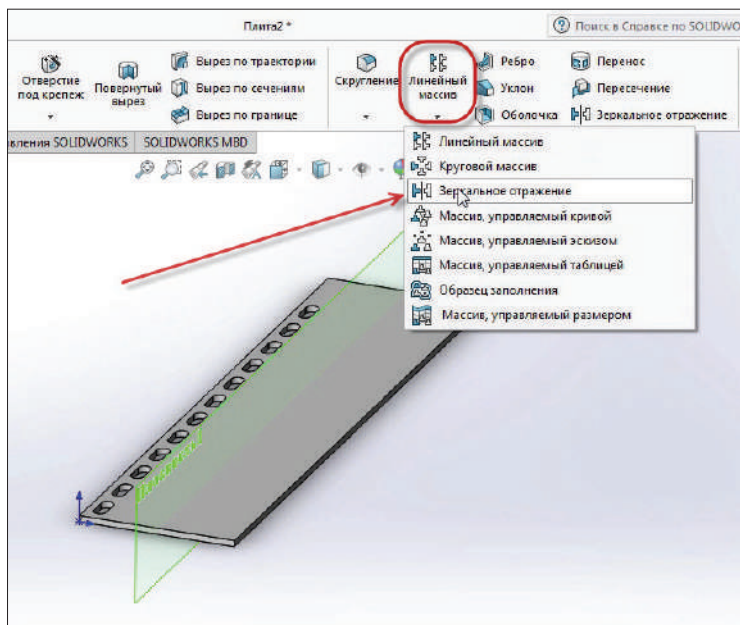 Плита2 *
Поиск в Справке по SOLIDWO
Отверстие под крепеж
Повернутый вырез
Вырез по траектории
Вырез по сечениям
Вырез по границе
Скругление
Линейный массив
Ребро
Уклон
Оболочка
Перенос
Пересечение
Зеркальное отражение
вления SOLIDWORKS
SOLIDWORKS MBD
Линейный массив
Круговой массив
Зеркальное отражение
Массив, управляемый кривой
Массив, управляемый эскизом
Массив, управляемый таблицей
Образец заполнения
Массив, управляемый размером